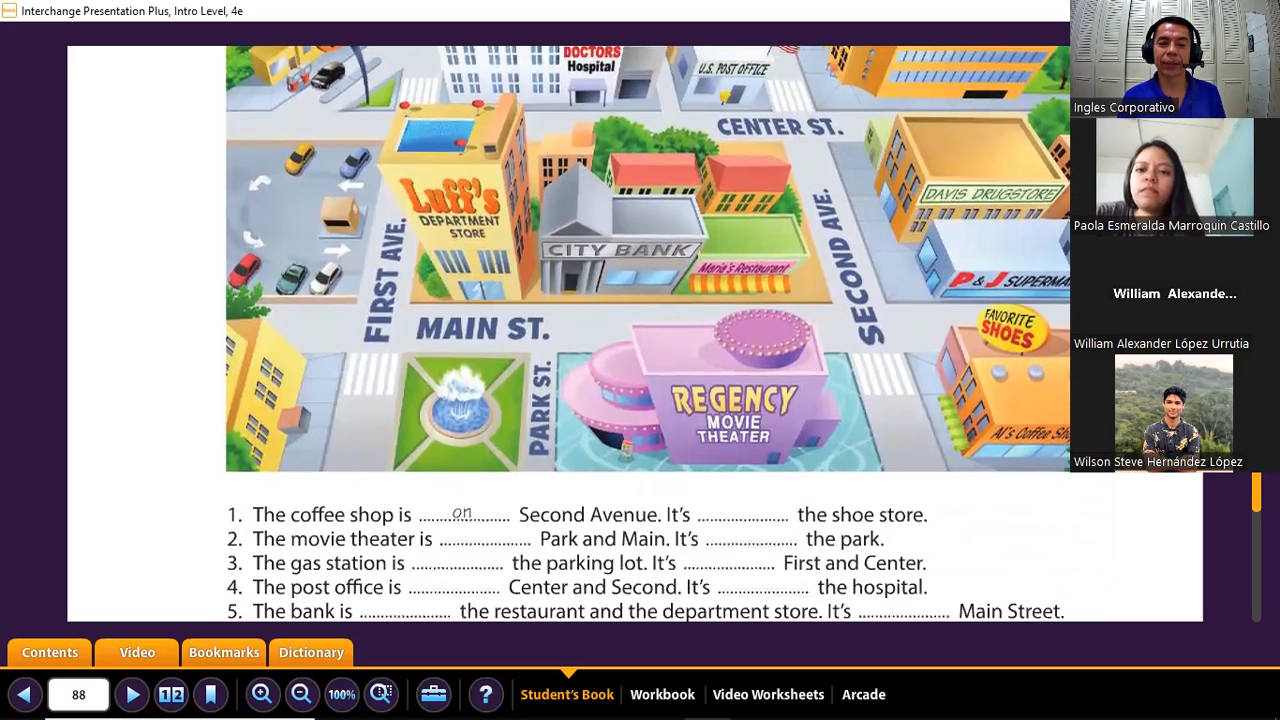 Interchange Presentation Plus, Intro Level, 4e
DOCTORS
Hospital
U.S. POST OFFICE
CENTER ST.
Luff's
DEPARTMENT
STORE
CITY BANK
Maria's Restaurant
DAVIS DRUGSTORE
P & J SUPERMA
FIRST AVE.
SECOND AVE.
MAIN ST.
FAVORITE
SHOES
PARK ST.
REGENCY
MOVIE
THEATER
Al's Coffee Sho
1. The coffee shop is ......on...... Second Avenue. It's ...................... the shoe store.
2. The movie theater is ...................... Park and Main. It's ...................... the park.
3. The gas station is ...................... the parking lot. It's ...................... First and Center.
4. The post office is ...................... Center and Second. It's ...................... the hospital.
5. The bank is ...................... the restaurant and the department store. It's ...................... Main Street.
Ingles Corporativo
Paola Esmeralda Marroquin Castillo
William Alexande...
William Alexander López Urrutia
Wilson Steve Hernández López
Contents Video Bookmarks Dictionary
88 1 2 100% ? Student's Book Workbook Video Worksheets Arcade